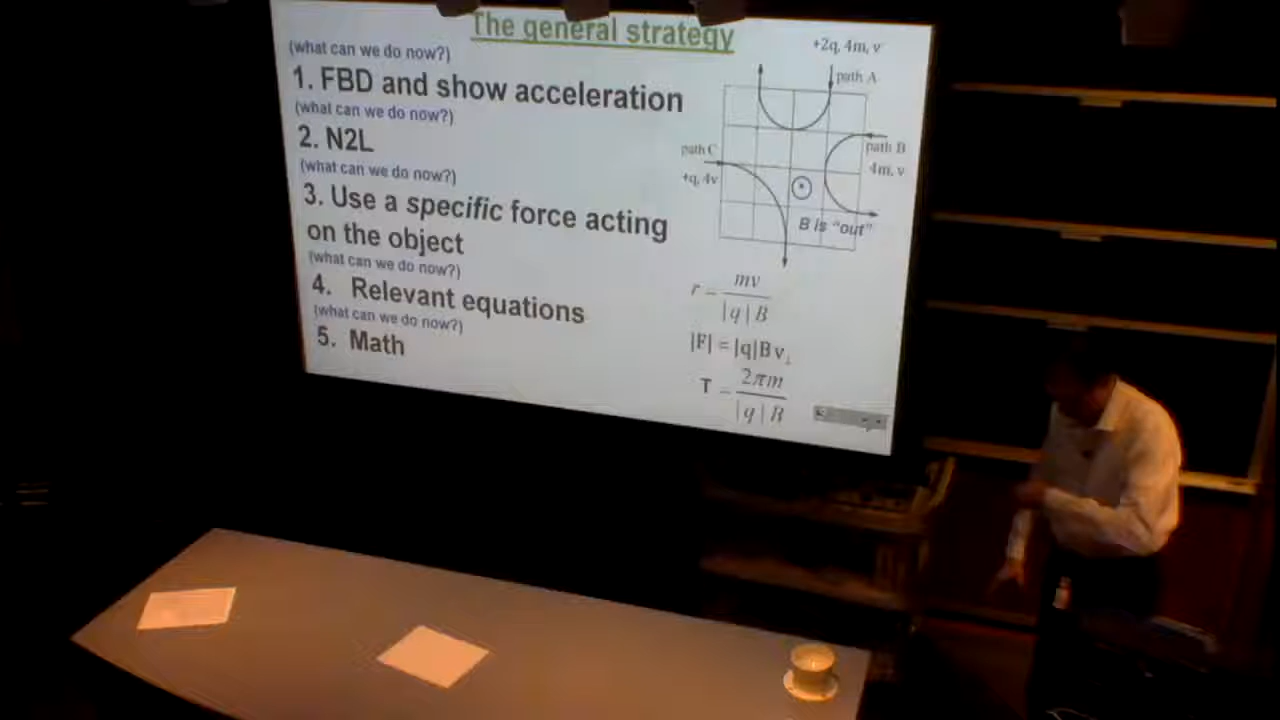 The general strategy
(what can we do now?)
1. FBD and show acceleration
(what can we do now?)
2. N2L
(what can we do now?)
3. Use a specific force acting
on the object
(what can we do now?)
4. Relevant equations
(what can we do now?)
5. Math
+2q, 4m, v
path A
path B
4m, v
path C
+q, 4v
B is "out"
r = mv / |q|B
|F| = |q|Bv⊥
T = 2πm / |q|B